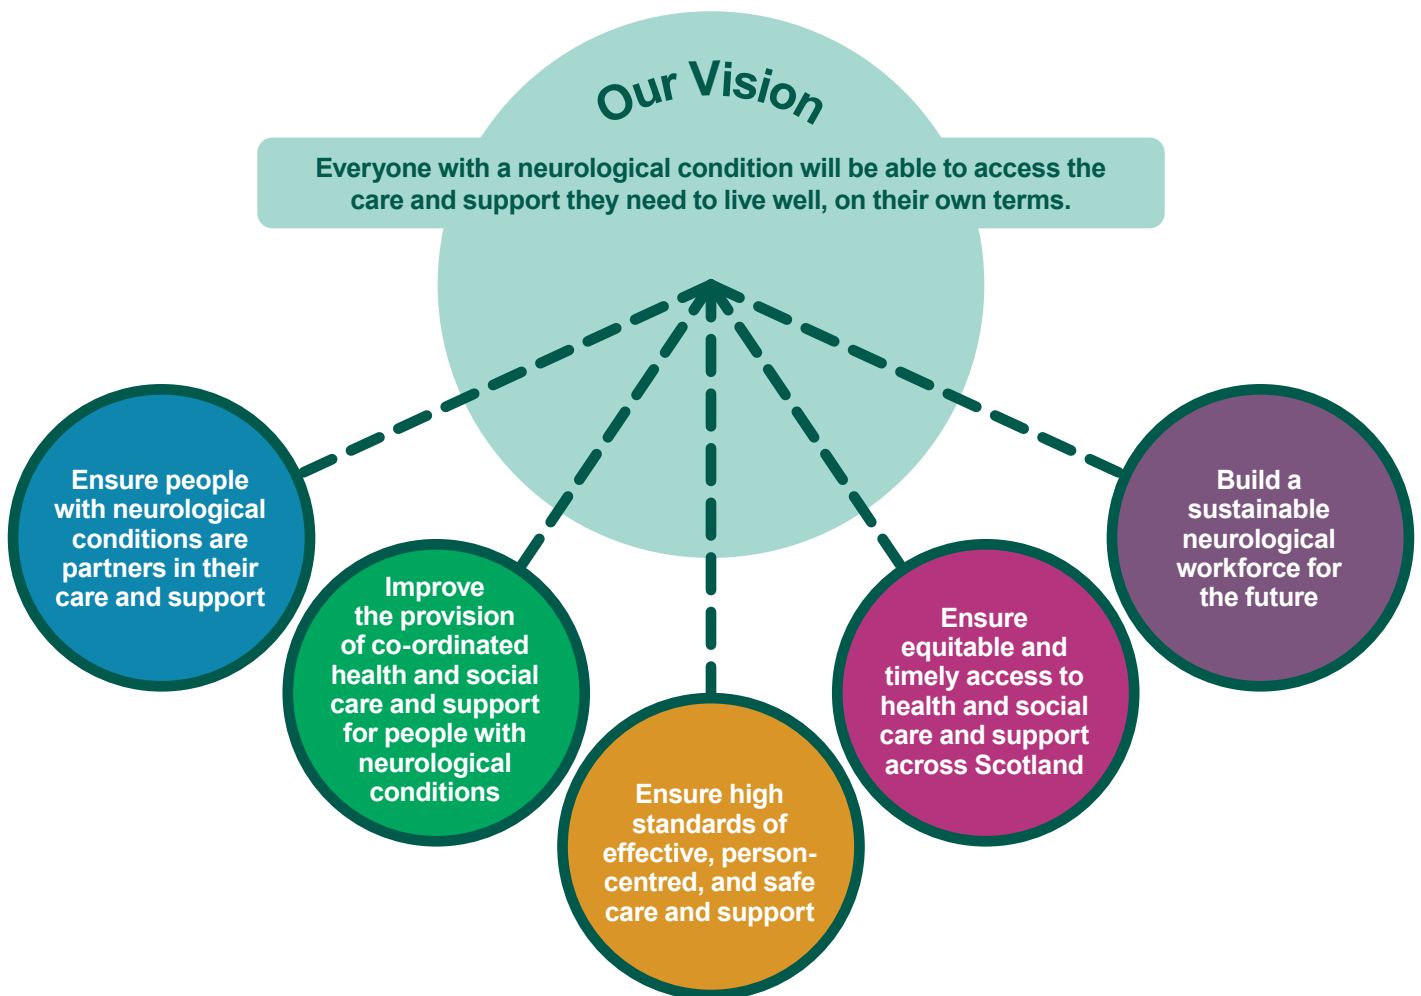 Our Vision
Everyone with a neurological condition will be able to access the
care and support they need to live well, on their own terms.
Ensure people
with neurological
conditions are
partners in their
care and support
Improve
the provision
of co-ordinated
health and social
care and support
for people with
neurological
conditions
Ensure high
standards of
effective, person-
centred, and safe
care and support
Ensure
equitable and
timely access to
health and social
care and support
across Scotland
Build a
sustainable
neurological
workforce for
the future